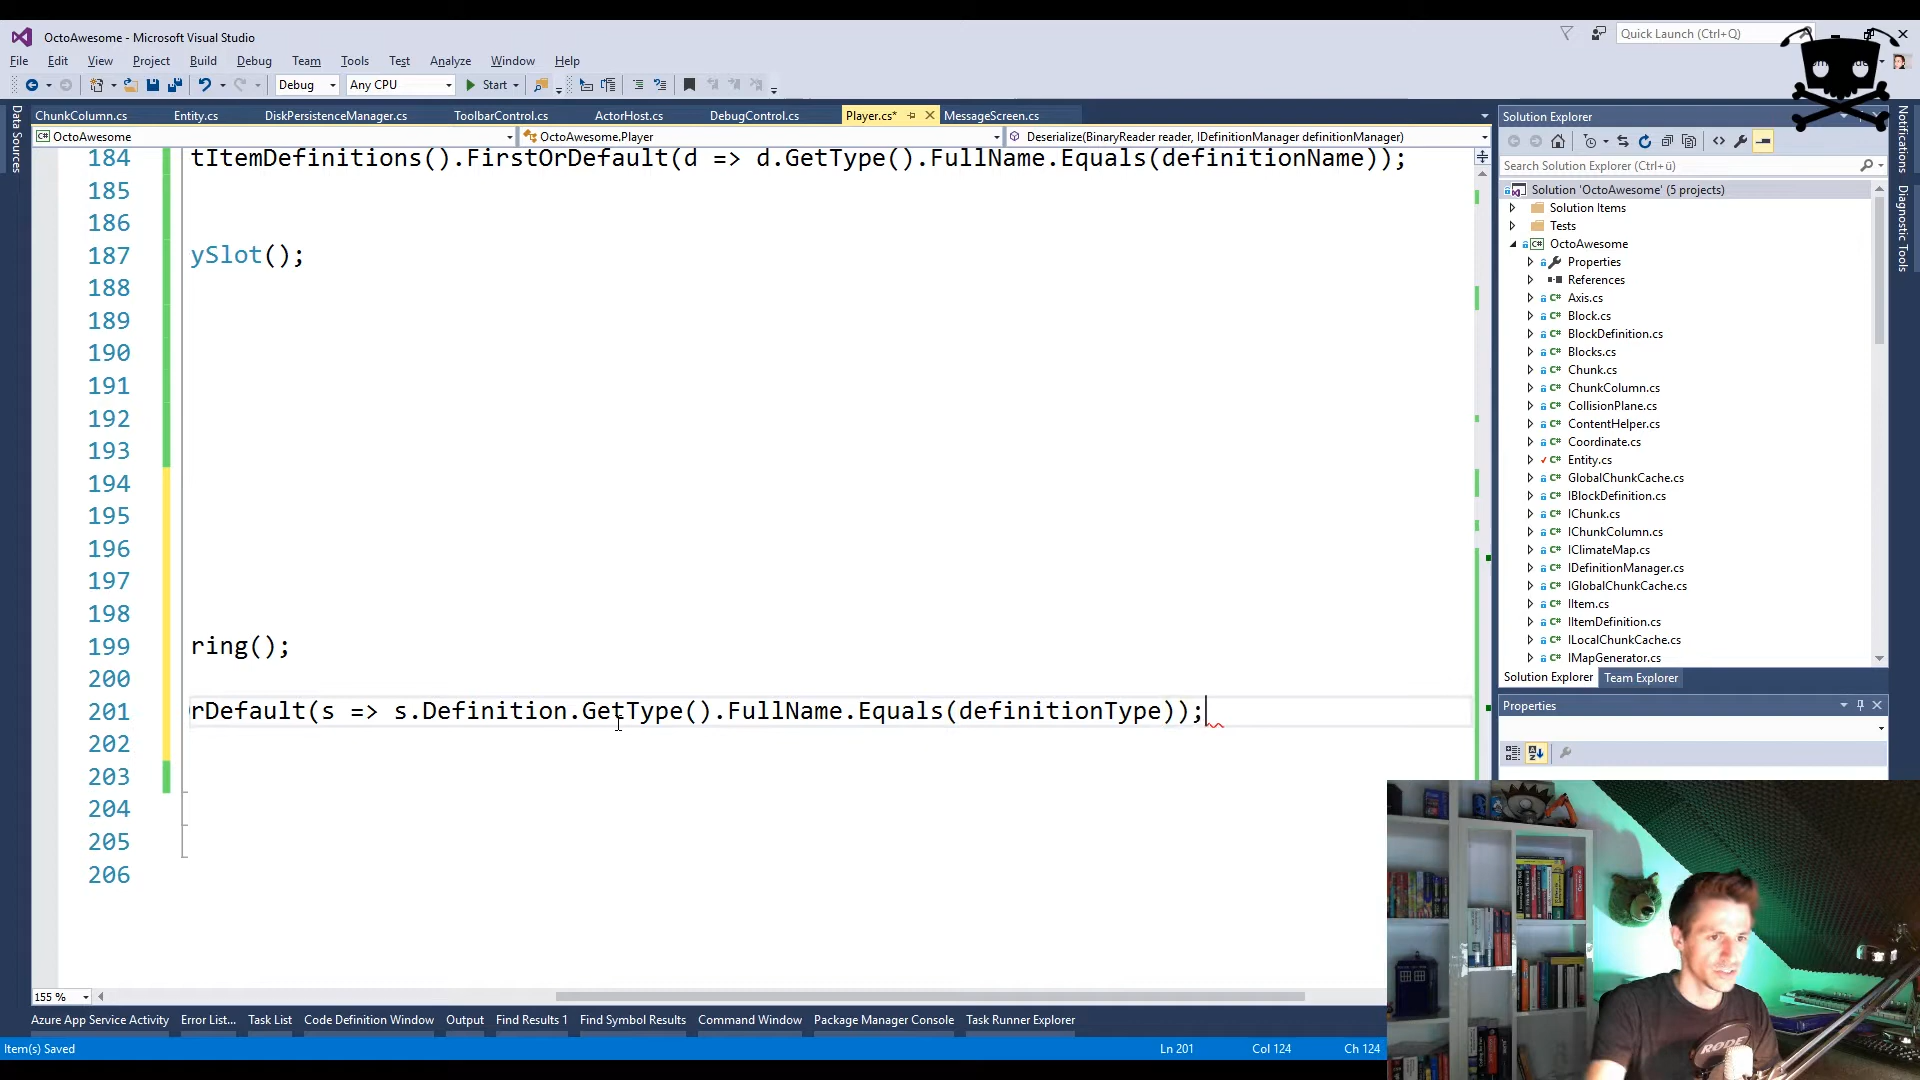 OctoAwesome - Microsoft Visual Studio
Quick Launch (Ctrl+Q)
File Edit View Project Build Debug Team Tools Test Analyze Window Help
Debug Any CPU Start
Data Sources
ChunkColumn.cs Entity.cs DiskPersistenceManager.cs ToolbarControl.cs ActorHost.cs DebugControl.cs Player.cs* MessageScreen.cs
OctoAwesome OctoAwesome.Player Deserialize(BinaryReader reader, IDefinitionManager definitionManager)
184 tItemDefinitions().FirstOrDefault(d => d.GetType().FullName.Equals(definitionName));
185
186
187 ySlot();
188
189
190
191
192
193
194
195
196
197
198
199 ring();
200
201 rDefault(s => s.Definition.GetType().FullName.Equals(definitionType));
202
203
204
205
206
155 %
Solution Explorer
Search Solution Explorer (Ctrl+ü)
Solution 'OctoAwesome' (5 projects)
Solution Items
Tests
OctoAwesome
Properties
References
Axis.cs
Block.cs
BlockDefinition.cs
Blocks.cs
Chunk.cs
ChunkColumn.cs
CollisionPlane.cs
ContentHelper.cs
Coordinate.cs
Entity.cs
GlobalChunkCache.cs
IBlockDefinition.cs
IChunk.cs
IChunkColumn.cs
IClimateMap.cs
IDefinitionManager.cs
IGlobalChunkCache.cs
IItem.cs
IItemDefinition.cs
ILocalChunkCache.cs
IMapGenerator.cs
Solution Explorer Team Explorer
Properties
Notifications
Diagnostic Tools
Azure App Service Activity Error List... Task List Code Definition Window Output Find Results 1 Find Symbol Results Command Window Package Manager Console Task Runner Explorer
Item(s) Saved Ln 201 Col 124 Ch 124
RODE